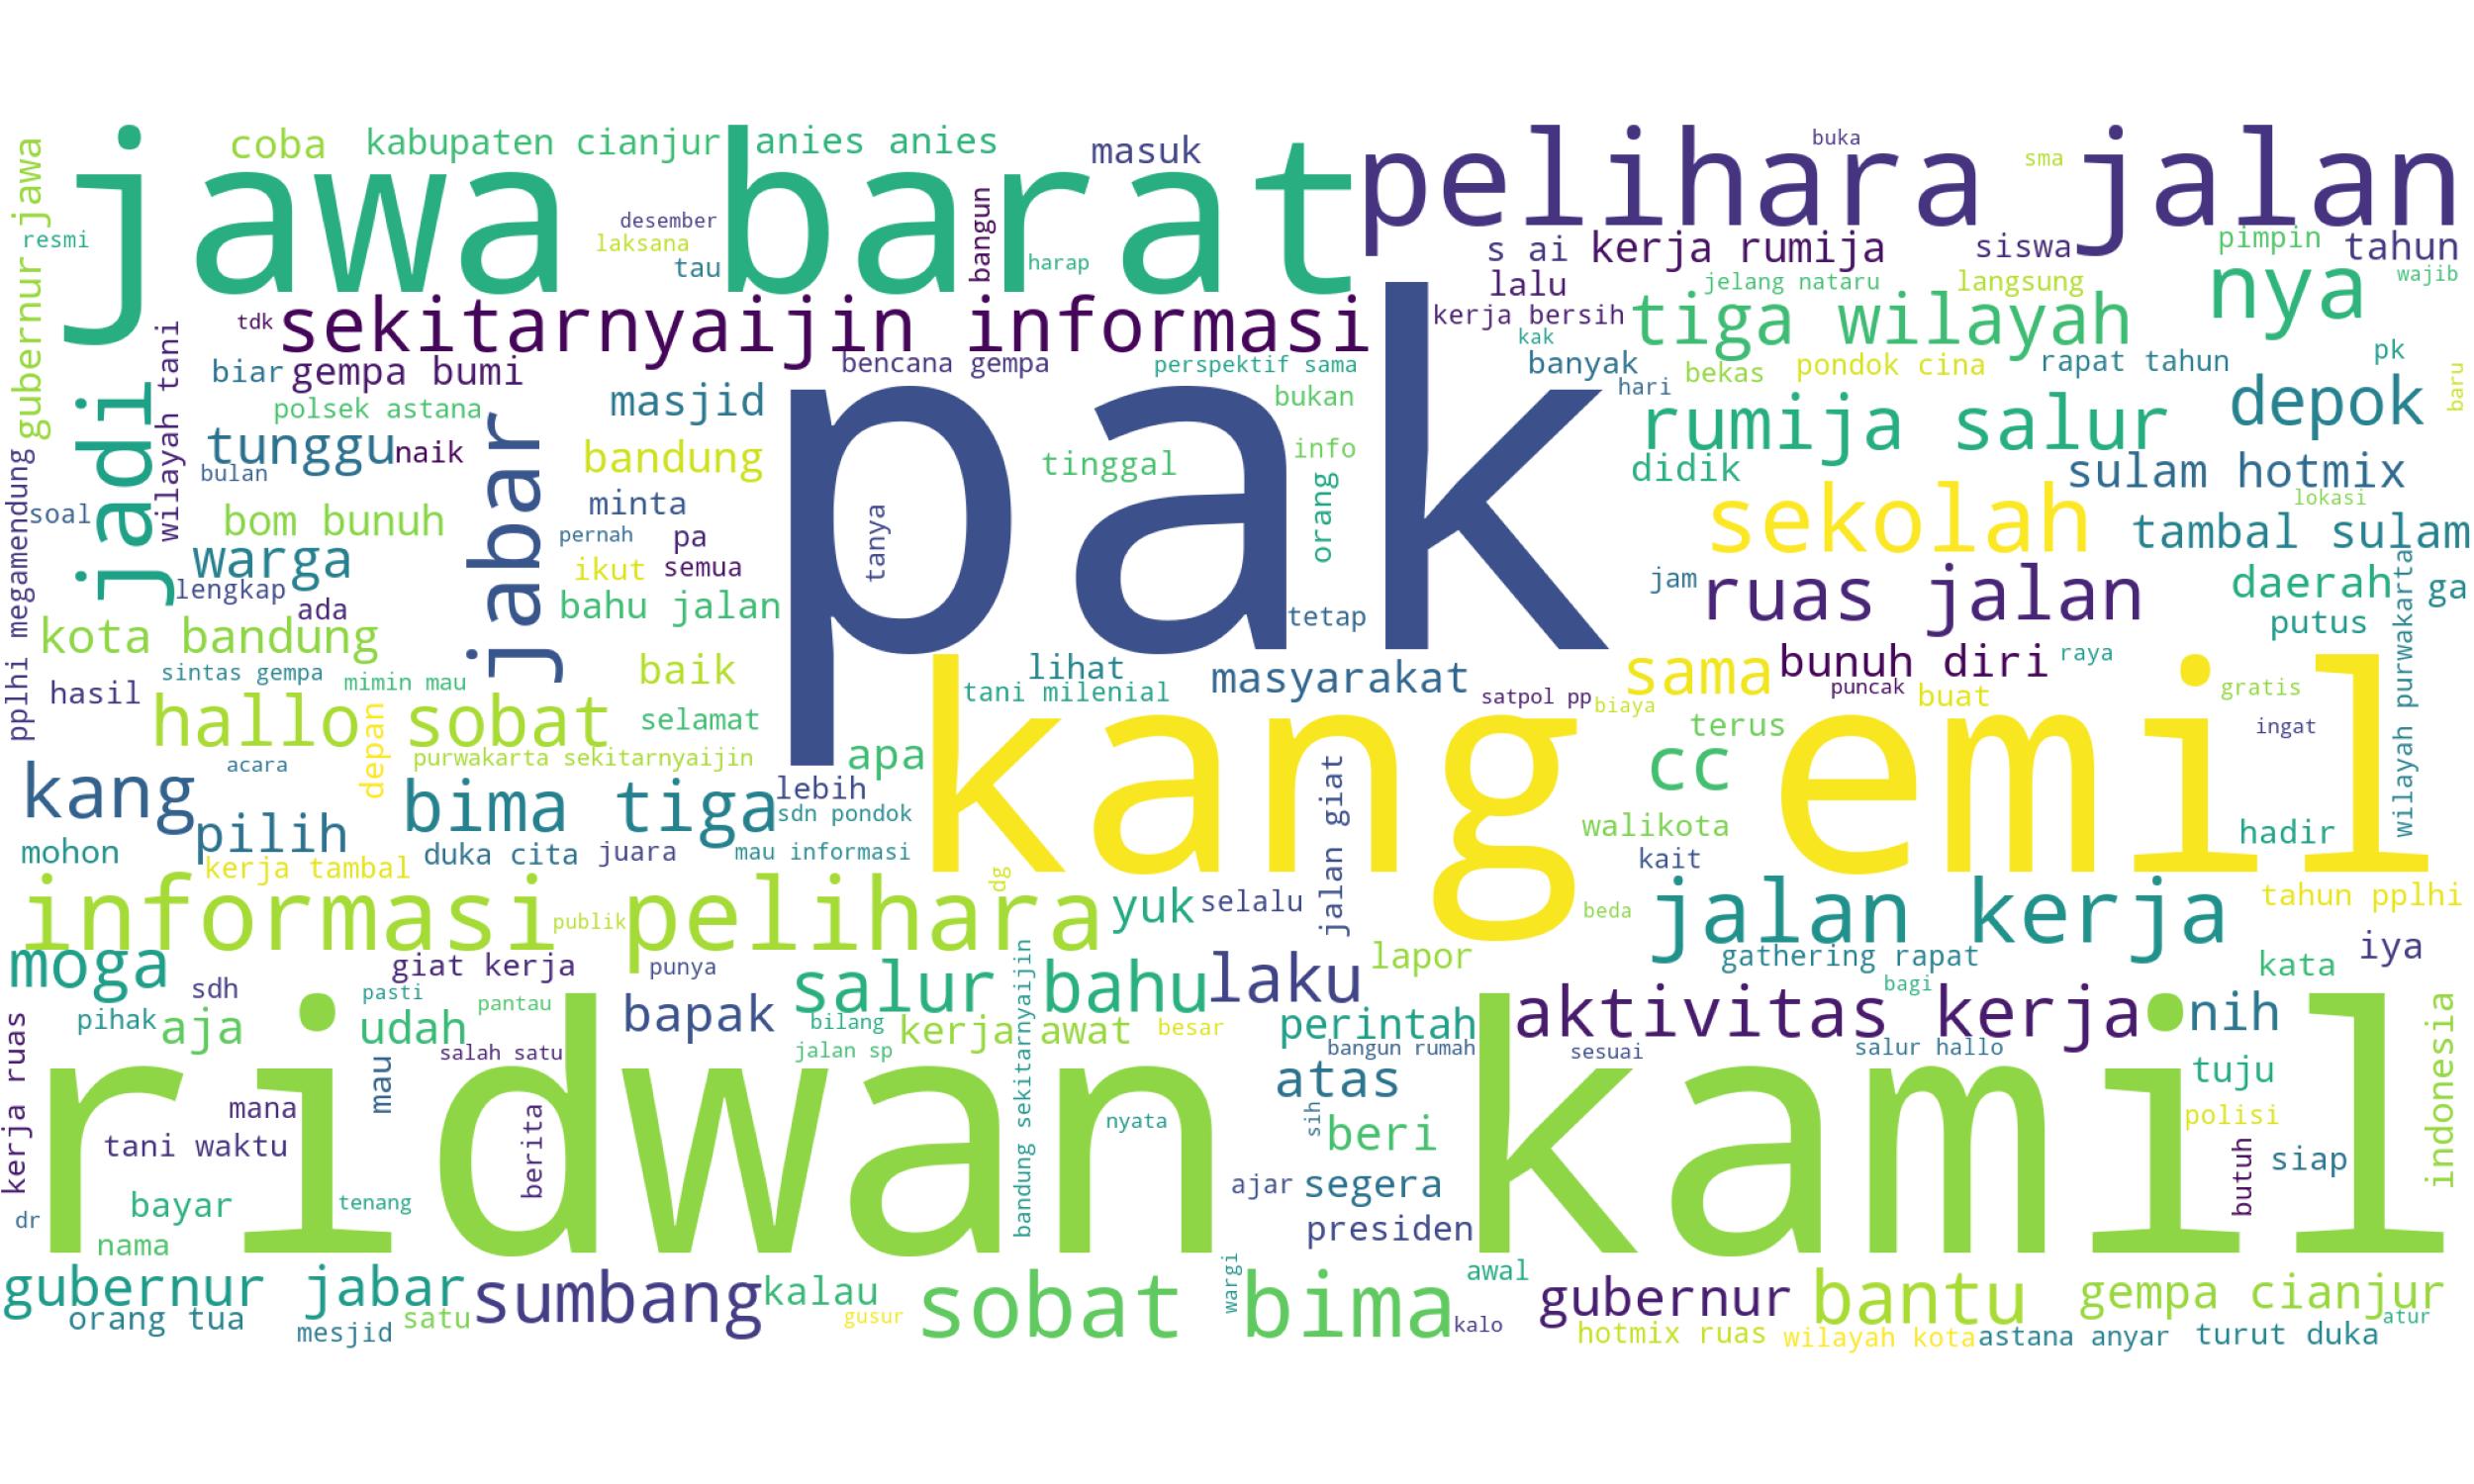 coba
kabupaten cianjur
anies anies
masuk
buka
sma
jawa barat
pelihara jalan
gubernur jawa
resmi
desember
laksana
tau
bangun
harap
s ai
kerja rumija
siswa
pimpin
tahun
lalu
jelang nataru
langsung
nya
wajib
tdk
sekitarnyaijin informasi
kerja bersih
kak
tiga wilayah
wilayah tani
biar
gempa bumi
bencana gempa
perspektif sama
banyak
bekas
pondok cina
rapat tahun
pk
polsek astana
masjid
bukan
hari
depok
baru
jadi
jabar
tunggu
naik
bulan
bandung
pak
tinggal
info
orang
rumija salur
didik
sulam hotmix
lokasi
pplhi megamendung
soal
bom bunuh
minta
pernah
pa
tanya
sekolah
tambal sulam
warga
lengkap
ada
ikut
semua
bahu jalan
tetap
jam
ruas jalan
daerah
ga
putus
kota bandung
sintas gempa
mimin mau
baik
lihat
tani milenial
masyarakat
satpol pp
sama
bunuh diri
raya
puncak
biaya
buat
gratis
wilayah purwakarta
hasil
hallo sobat
selamat
terus
ingat
depan
purwakarta sekitarnyaijin
acara
apa
kang emil
cc
kang
pilih
bima tiga
lebih
sdn pondok
jalan giat
walikota
hadir
mohon
kerja tambal
duka cita
juara
mau informasi
kait
informasi pelihara
publik
dg
yuk
selalu
beda
jalan kerja
tahun pplhi
moga
giat kerja
punya
lapor
gathering rapat
iya
kata
bagi
sdh
pasti
pantau
salur bahu
laku
pihak
aja
udah
bapak
bilang
kerja awat
besar
perintah
aktivitas kerja
nih
kerja ruas
mau
salah satu
jalan sp
bandung sekitarnyaijin
bangun rumah
sesuai
salur hallo
indonesia
atas
tuju
ridwan kamil
mana
tani waktu
berita
nyata
sih
beri
polisi
butuh
siap
bayar
tenang
ajar
segera
dr
nama
presiden
gubernur jabar
sumbang
kalau
wargi
awal
orang tua
mesjid
satu
gusur
sobat bima
kalo
gubernur
bantu
gempa cianjur
atur
hotmix ruas
wilayah kota
astana anyar
turut duka